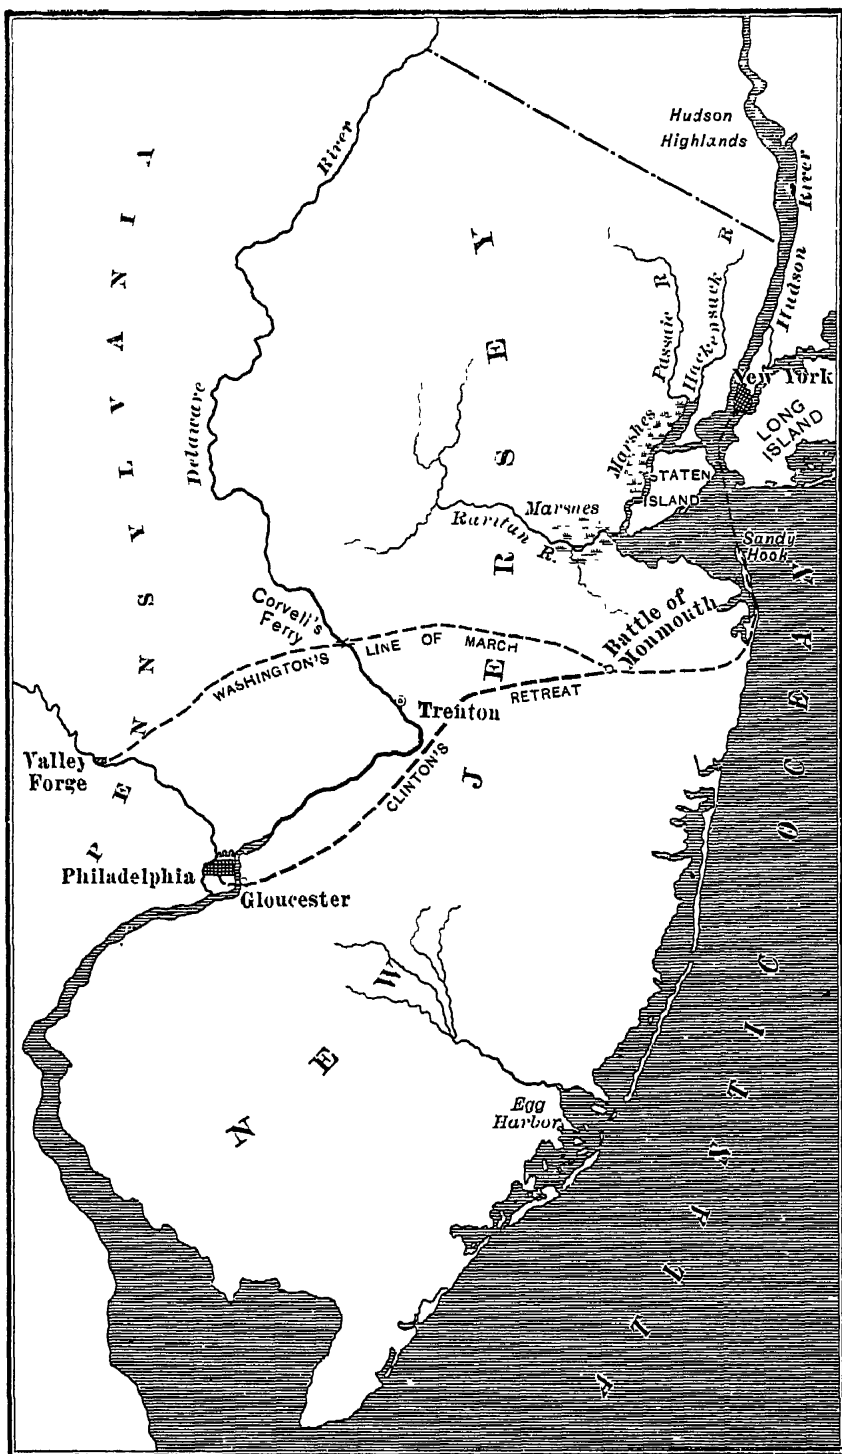 Hudson
Highlands
River
Hudson
River
PENNSYLVANIA
Delaware
NEW JERSEY
Passaic R
Hackensack R
New York
LONG
ISLAND
Marshes
STATEN
ISLAND
Marshes
Raritan R.
Sandy
Hook
Coryell's
Ferry
WASHINGTON'S LINE OF MARCH
Battle of
Monmouth
RETREAT
CLINTON'S
Trenton
Valley
Forge
Philadelphia
Gloucester
Egg
Harbor
ATLANTIC OCEAN